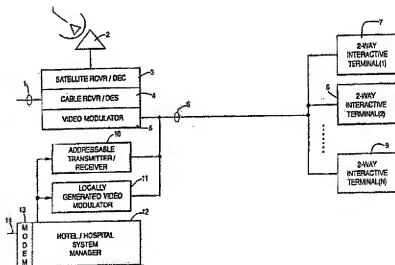 2
7
2-WAY
INTERACTIVE
TERMINAL(1)
SATELLITE RCVR / DEC
3
1
CABLE RCVR / DES
4
VIDEO MODULATOR
5
6
8
2-WAY
INTERACTIVE
TERMINAL(2)
10
ADDRESSABLE
TRANSMITTER /
RECEIVER
9
2-WAY
INTERACTIVE
TERMINAL(N)
11
LOCALLY
GENERATED VIDEO
MODULATOR
12
13
14
MODEM
HOTEL / HOSPITAL
SYSTEM
MANAGER